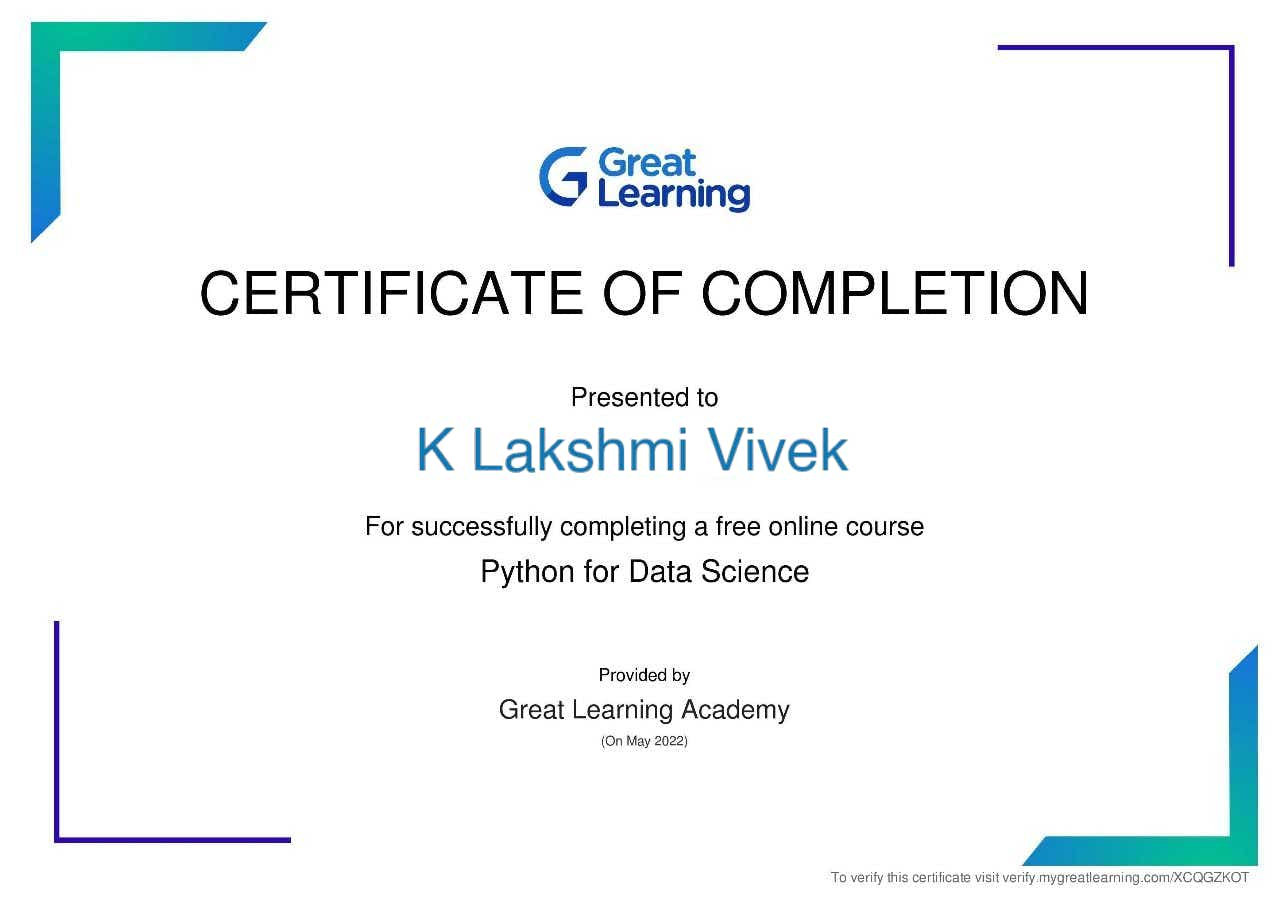 Great
Learning
CERTIFICATE OF COMPLETION
Presented to
K Lakshmi Vivek
For successfully completing a free online course
Python for Data Science
Provided by
Great Learning Academy
(On May 2022)
To verify this certificate visit verify.mygreatlearning.com/XCQGZKOT